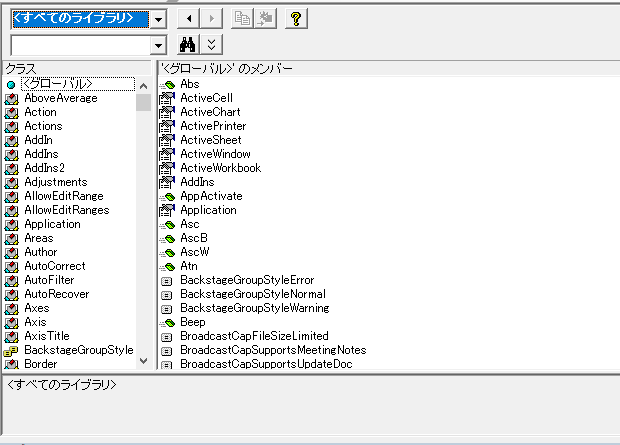 <すべてのライブラリ>
クラス
<グローバル>
AboveAverage
Action
Actions
AddIn
AddIns
AddIns2
Adjustments
AllowEditRange
AllowEditRanges
Application
Areas
Author
AutoCorrect
AutoFilter
AutoRecover
Axes
Axis
AxisTitle
BackstageGroupStyle
Border
'<グローバル>' のメンバー
Abs
ActiveCell
ActiveChart
ActivePrinter
ActiveSheet
ActiveWindow
ActiveWorkbook
AddIns
AppActivate
Application
Asc
AscB
AscW
Atn
BackstageGroupStyleError
BackstageGroupStyleNormal
BackstageGroupStyleWarning
Beep
BroadcastCapFileSizeLimited
BroadcastCapSupportsMeetingNotes
BroadcastCapSupportsUpdateDoc
<すべてのライブラリ>